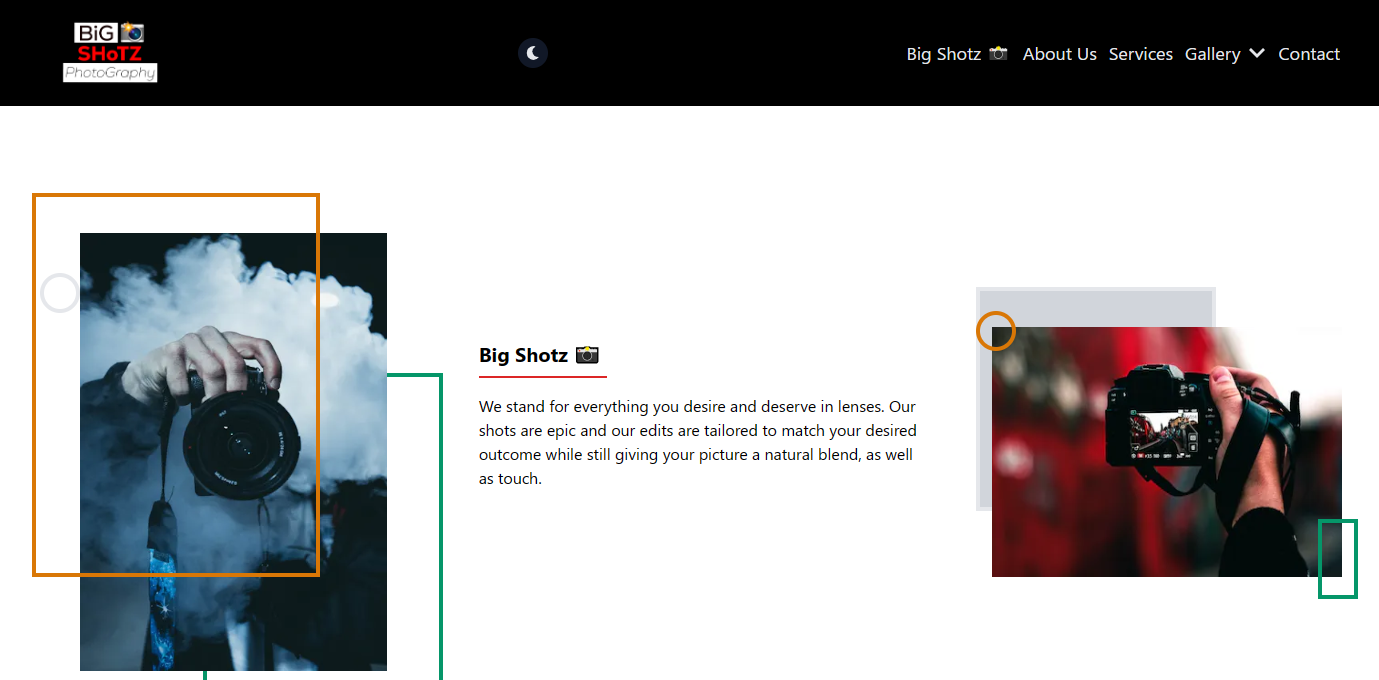 BiG
SHoTZ
PhotoGraphy
Big Shotz 📸 About Us Services Gallery Contact
Big Shotz 📸
We stand for everything you desire and deserve in lenses. Our
shots are epic and our edits are tailored to match your desired
outcome while still giving your picture a natural blend, as well
as touch.